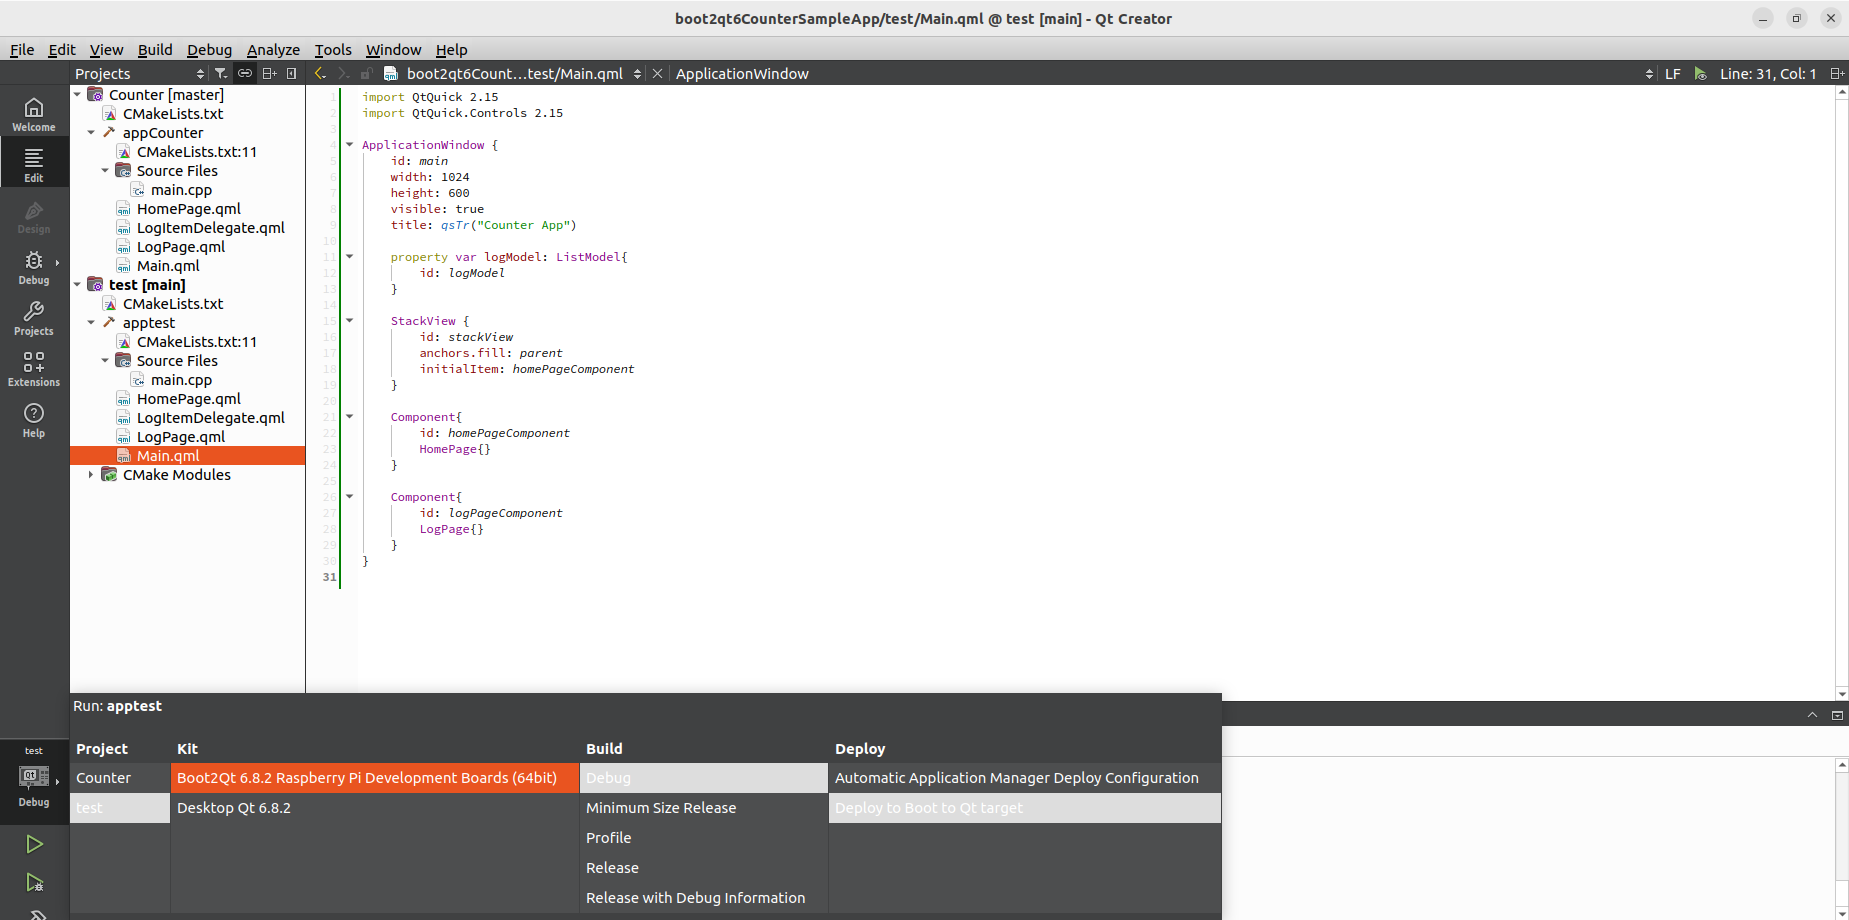 boot2qt6CounterSampleApp/test/Main.qml @ test [main] - Qt Creator
File Edit View Build Debug Analyze Tools Window Help
Projects
boot2qt6Count...test/Main.qml
ApplicationWindow
LF
Line: 31, Col: 1
Welcome
Edit
Design
Debug
Projects
Extensions
Help
Counter [master]
CMakeLists.txt
appCounter
CMakeLists.txt:11
Source Files
main.cpp
HomePage.qml
LogItemDelegate.qml
LogPage.qml
Main.qml
test [main]
CMakeLists.txt
apptest
CMakeLists.txt:11
Source Files
main.cpp
HomePage.qml
LogItemDelegate.qml
LogPage.qml
Main.qml
CMake Modules
1 import QtQuick 2.15
2 import QtQuick.Controls 2.15
3
4 ApplicationWindow {
5 id: main
6 width: 1024
7 height: 600
8 visible: true
9 title: qsTr("Counter App")
10
11 property var logModel: ListModel{
12 id: logModel
13 }
14
15 StackView {
16 id: stackView
17 anchors.fill: parent
18 initialItem: homePageComponent
19 }
20
21 Component{
22 id: homePageComponent
23 HomePage{}
24 }
25
26 Component{
27 id: logPageComponent
28 LogPage{}
29 }
30 }
31
test
Qt
Debug
Run: apptest
Project Kit Build Deploy
Counter Boot2Qt 6.8.2 Raspberry Pi Development Boards (64bit) Debug Automatic Application Manager Deploy Configuration
test Desktop Qt 6.8.2 Minimum Size Release Deploy to Boot to Qt target
Profile
Release
Release with Debug Information